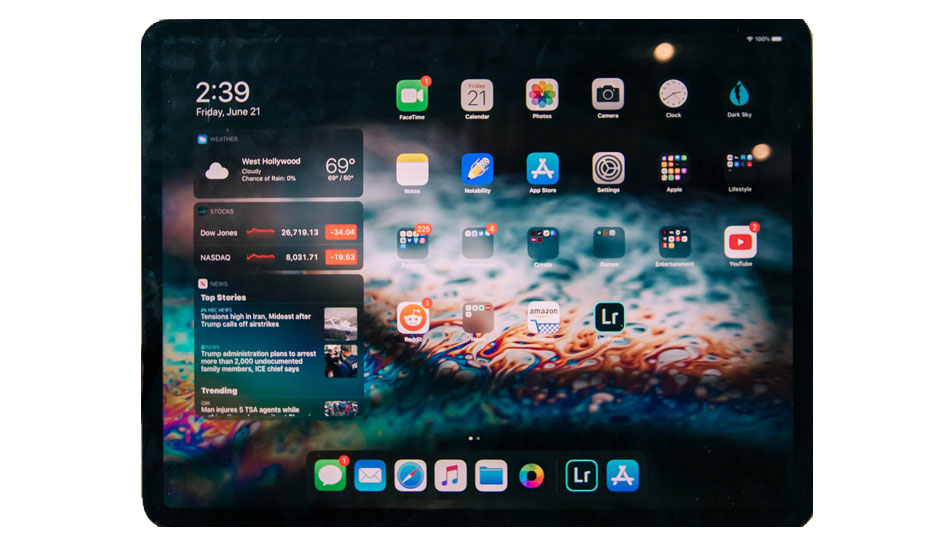 100%
2:39
Friday, June 21
WEATHER
West Hollywood
Cloudy
Chance of Rain: 0%
69°
69° / 60°
STOCKS
Dow Jones 26,719.13 -34.04
NASDAQ 8,031.71 -19.63
NEWS
Top Stories
NBC NEWS
Tensions high in Iran, Mideast after
Trump calls off airstrikes
NEWS
Trump administration plans to arrest
more than 2,000 undocumented
family members, ICE chief says
Trending
CNN
Man injures 5 TSA agents while
1
FaceTime
Friday
21
Calendar
Photos
Camera
Clock
Dark Sky
Notes
Notability
App Store
Settings
Apple
Lifestyle
225
4
Create
Games
Entertainment
2
YouTube
1
Reddit
amazon
Lr
1
Lr